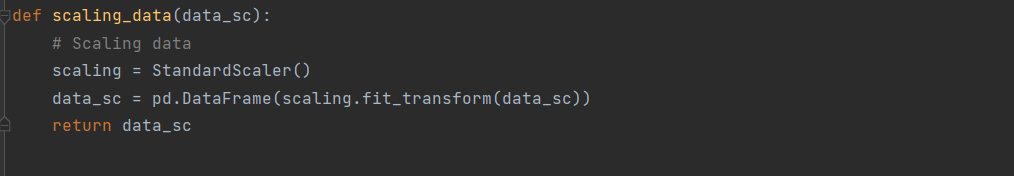 def scaling_data(data_sc):
    # Scaling data
    scaling = StandardScaler()
    data_sc = pd.DataFrame(scaling.fit_transform(data_sc))
    return data_sc